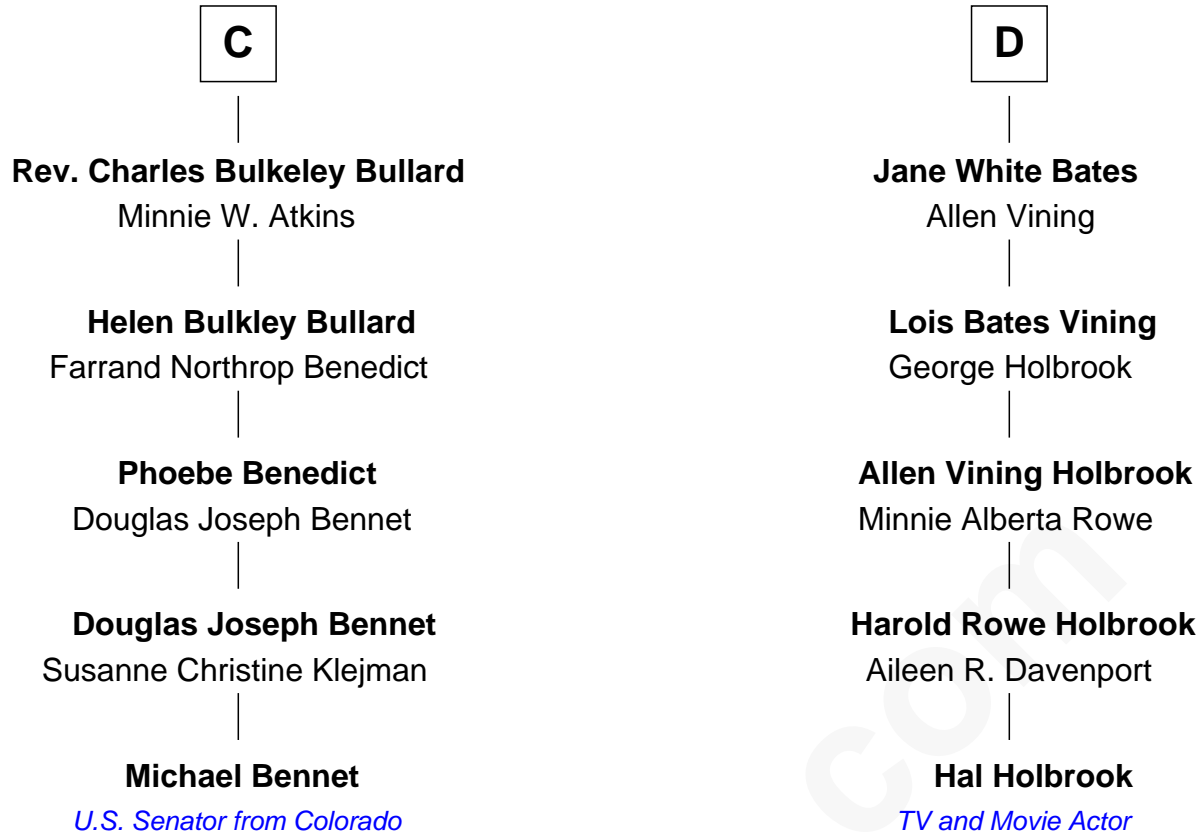 C
Rev. Charles Bulkeley Bullard
Minnie W. Atkins
Helen Bulkley Bullard
Farrand Northrop Benedict
Phoebe Benedict
Douglas Joseph Bennet
Douglas Joseph Bennet
Susanne Christine Klejman
Michael Bennet
U.S. Senator from Colorado
D
Jane White Bates
Allen Vining
Lois Bates Vining
George Holbrook
Allen Vining Holbrook
Minnie Alberta Rowe
Harold Rowe Holbrook
Aileen R. Davenport
Hal Holbrook
TV and Movie Actor
com